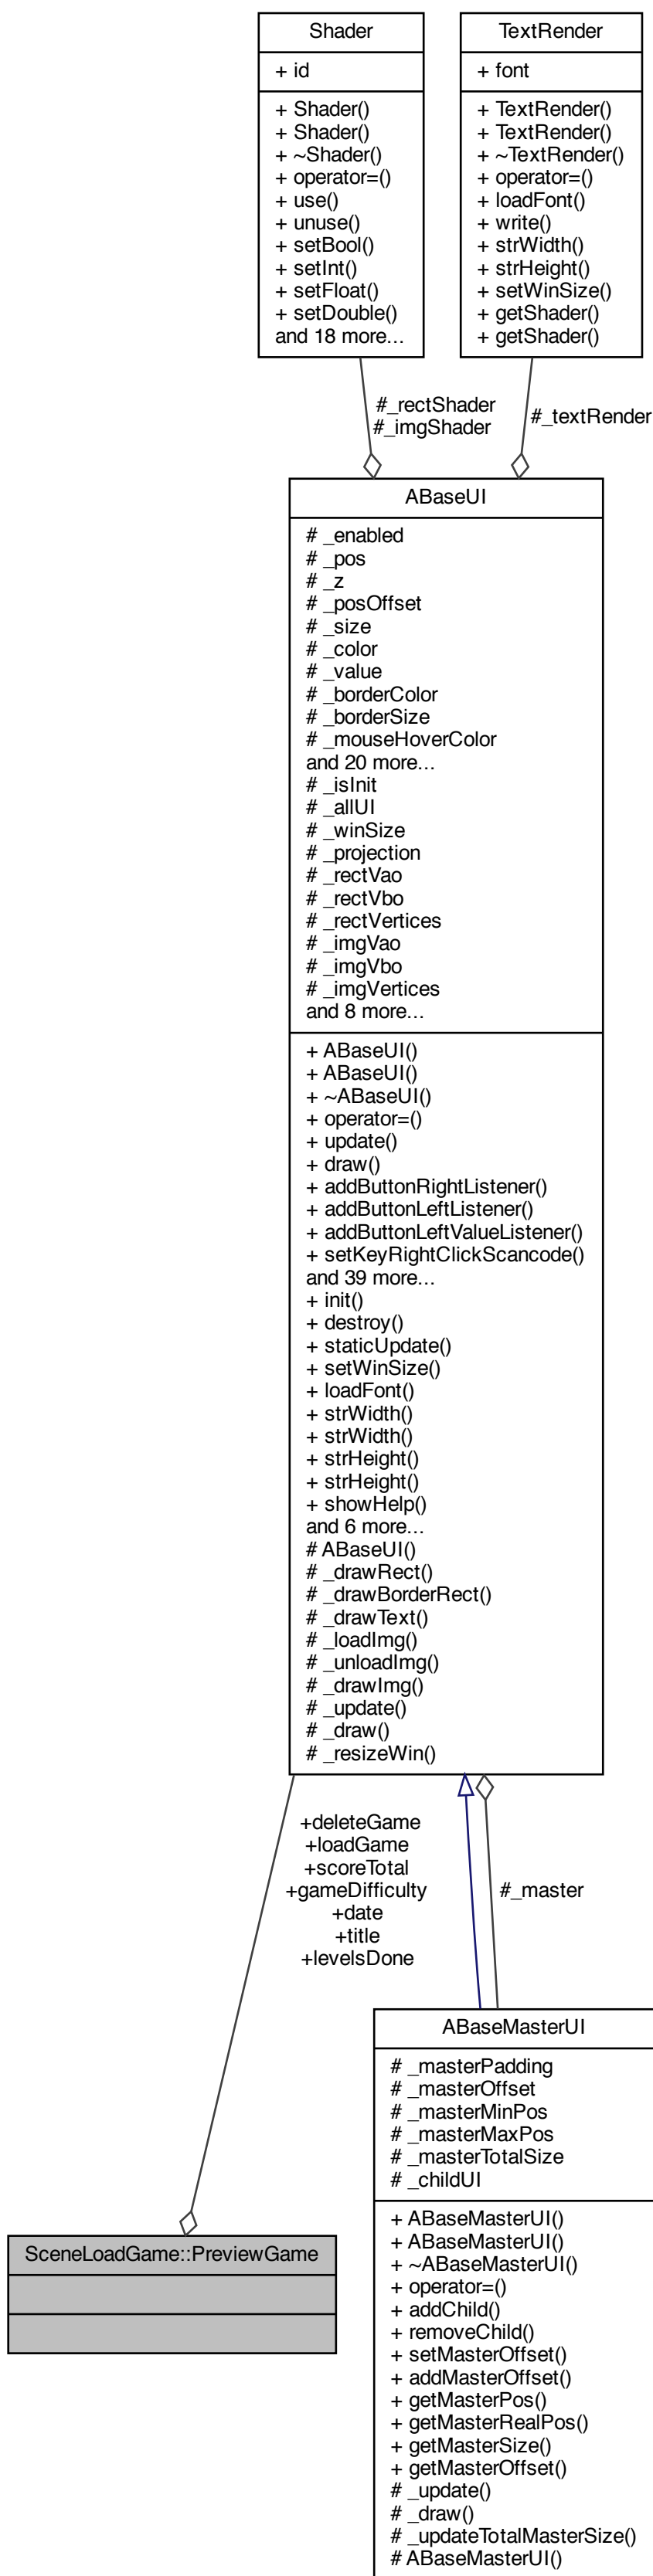 Shader
+ id
+ Shader()
+ Shader()
+ ~Shader()
+ operator=()
+ use()
+ unuse()
+ setBool()
+ setInt()
+ setFloat()
+ setDouble()
and 18 more...
TextRender
+ font
+ TextRender()
+ TextRender()
+ ~TextRender()
+ operator=()
+ loadFont()
+ write()
+ strWidth()
+ strHeight()
+ setWinSize()
+ getShader()
+ getShader()
#_rectShader
#_imgShader
#_textRender
ABaseUI
# _enabled
# _pos
# _z
# _posOffset
# _size
# _color
# _value
# _borderColor
# _borderSize
# _mouseHoverColor
and 20 more...
# _isInit
# _allUI
# _winSize
# _projection
# _rectVao
# _rectVbo
# _rectVertices
# _imgVao
# _imgVbo
# _imgVertices
and 8 more...
+ ABaseUI()
+ ABaseUI()
+ ~ABaseUI()
+ operator=()
+ update()
+ draw()
+ addButtonRightListener()
+ addButtonLeftListener()
+ addButtonLeftValueListener()
+ setKeyRightClickScancode()
and 39 more...
+ init()
+ destroy()
+ staticUpdate()
+ setWinSize()
+ loadFont()
+ strWidth()
+ strWidth()
+ strHeight()
+ strHeight()
+ showHelp()
and 6 more...
# ABaseUI()
# _drawRect()
# _drawBorderRect()
# _drawText()
# _loadImg()
# _unloadImg()
# _drawImg()
# _update()
# _draw()
# _resizeWin()
+deleteGame
+loadGame
+scoreTotal
+gameDifficulty
+date
+title
+levelsDone
#_master
ABaseMasterUI
# _masterPadding
# _masterOffset
# _masterMinPos
# _masterMaxPos
# _masterTotalSize
# _childUI
+ ABaseMasterUI()
+ ABaseMasterUI()
+ ~ABaseMasterUI()
+ operator=()
+ addChild()
+ removeChild()
+ setMasterOffset()
+ addMasterOffset()
+ getMasterPos()
+ getMasterRealPos()
+ getMasterSize()
+ getMasterOffset()
# _update()
# _draw()
# _updateTotalMasterSize()
# ABaseMasterUI()
SceneLoadGame::PreviewGame